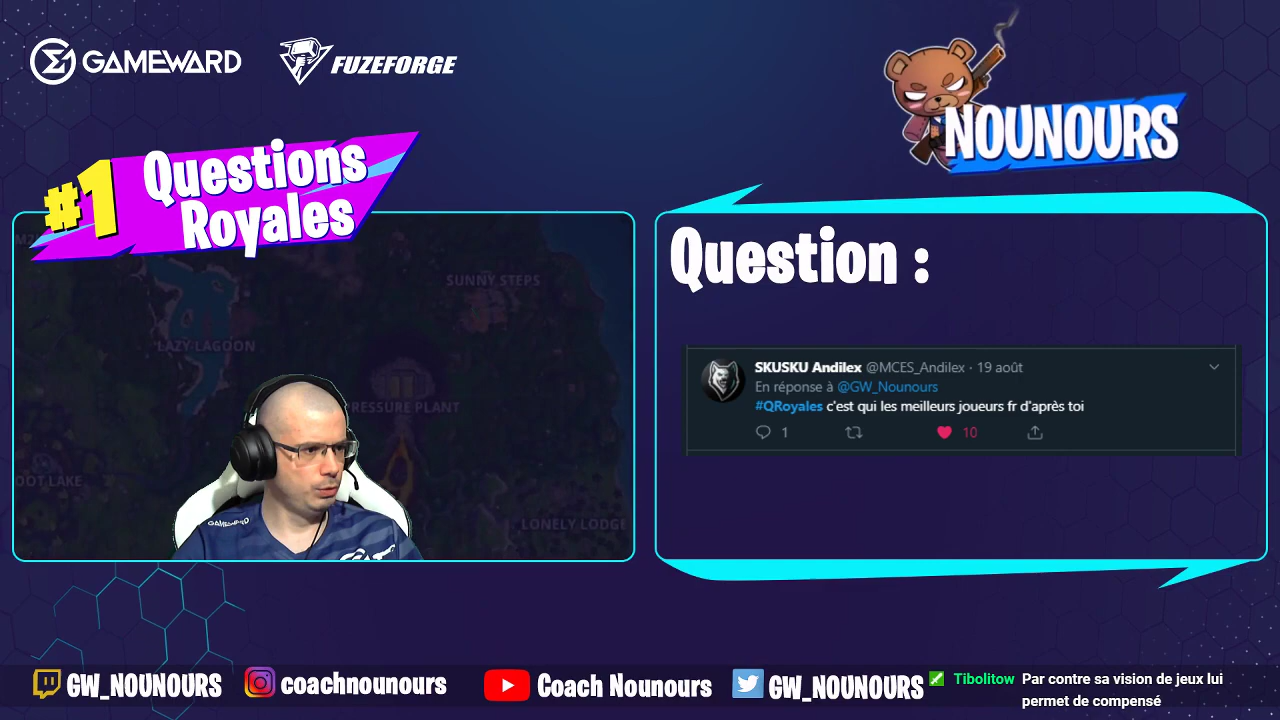 GAMEWARD
FUZEFORGE
NOUNOURS
#1 Questions
Royales
SUNNY STEPS
LAZY LAGOON
PRESSURE PLANT
LONELY LODGE
GAMEWARD
Question :
SKUSKU Andilex @MCES_Andilex · 19 août
En réponse à @GW_Nounours
#QRoyales c'est qui les meilleurs joueurs fr d'après toi
1 10
GW_NOUNOURS
coachnounours
Coach Nounours
GW_NOUNOURS
Tibolitow Par contre sa vision de jeux lui
permet de compensé